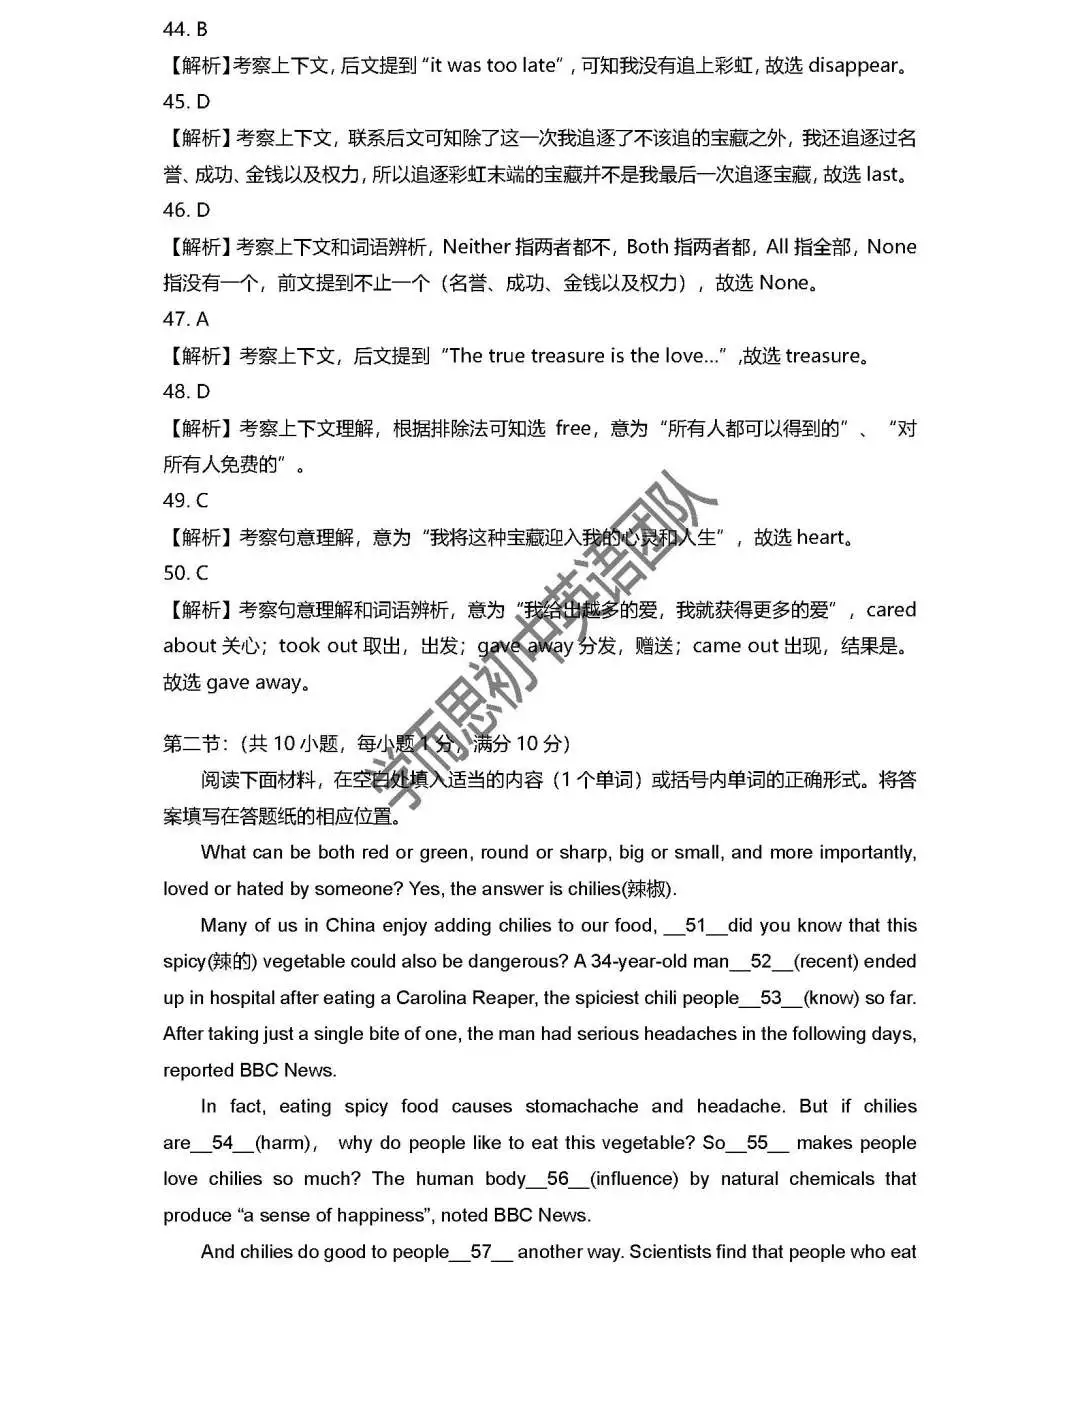 44. B
【解析】考察上下文，后文提到“it was too late”，可知我没有追上彩虹，故选 disappear。
45. D
【解析】考察上下文，联系后文可知除了这一次我追逐了不该追的宝藏之外，我还追逐过名
誉、成功、金钱以及权力，所以追逐彩虹末端的宝藏并不是我最后一次追逐宝藏，故选 last。
46. D
【解析】考察上下文和词语辨析，Neither 指两者都不，Both 指两者都，All 指全部，None
指没有一个，前文提到不止一个（名誉、成功、金钱以及权力），故选 None。
47. A
【解析】考察上下文，后文提到“The true treasure is the love...”,故选 treasure。
48. D
【解析】考察上下文理解，根据排除法可知选 free，意为“所有人都可以得到的”、“对
所有人免费的”。
49. C
【解析】考察句意理解，意为“我将这种宝藏迎入我的心灵和人生”，故选 heart。
50. C
【解析】考察句意理解和词语辨析，意为“我给出越多的爱，我就获得更多的爱”，cared
about 关心；took out 取出，出发；gave away 分发，赠送；came out 出现，结果是。
故选 gave away。
第二节：（共 10 小题，每小题 1 分，满分 10 分）
阅读下面材料，在空白处填入适当的内容（1 个单词）或括号内单词的正确形式。将答
案填写在答题纸的相应位置。
What can be both red or green, round or sharp, big or small, and more importantly,
loved or hated by someone? Yes, the answer is chilies(辣椒).
Many of us in China enjoy adding chilies to our food, __51__did you know that this
spicy(辣的) vegetable could also be dangerous? A 34-year-old man__52__(recent) ended
up in hospital after eating a Carolina Reaper, the spiciest chili people__53__(know) so far.
After taking just a single bite of one, the man had serious headaches in the following days,
reported BBC News.
In fact, eating spicy food causes stomachache and headache. But if chilies
are__54__(harm)， why do people like to eat this vegetable? So__55__ makes people
love chilies so much? The human body__56__(influence) by natural chemicals that
produce “a sense of happiness”, noted BBC News.
And chilies do good to people__57__ another way. Scientists find that people who eat
学而思初中英语团队